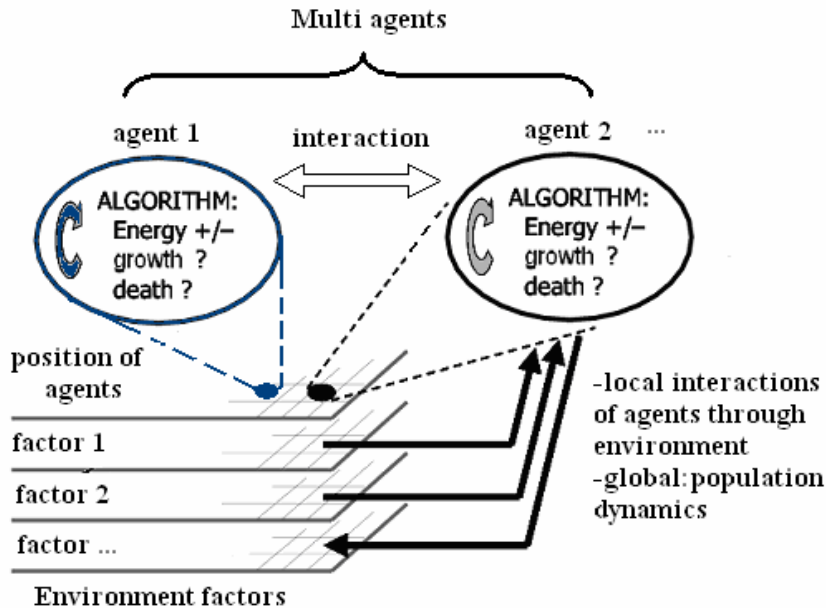 Multi agents
agent 1
interaction
agent 2 ...
ALGORITHM:
Energy +/–
growth ?
death ?
ALGORITHM:
Energy +/–
growth ?
death ?
position of
agents
factor 1
factor 2
factor ...
Environment factors
-local interactions
of agents through
environment
-global:population
dynamics